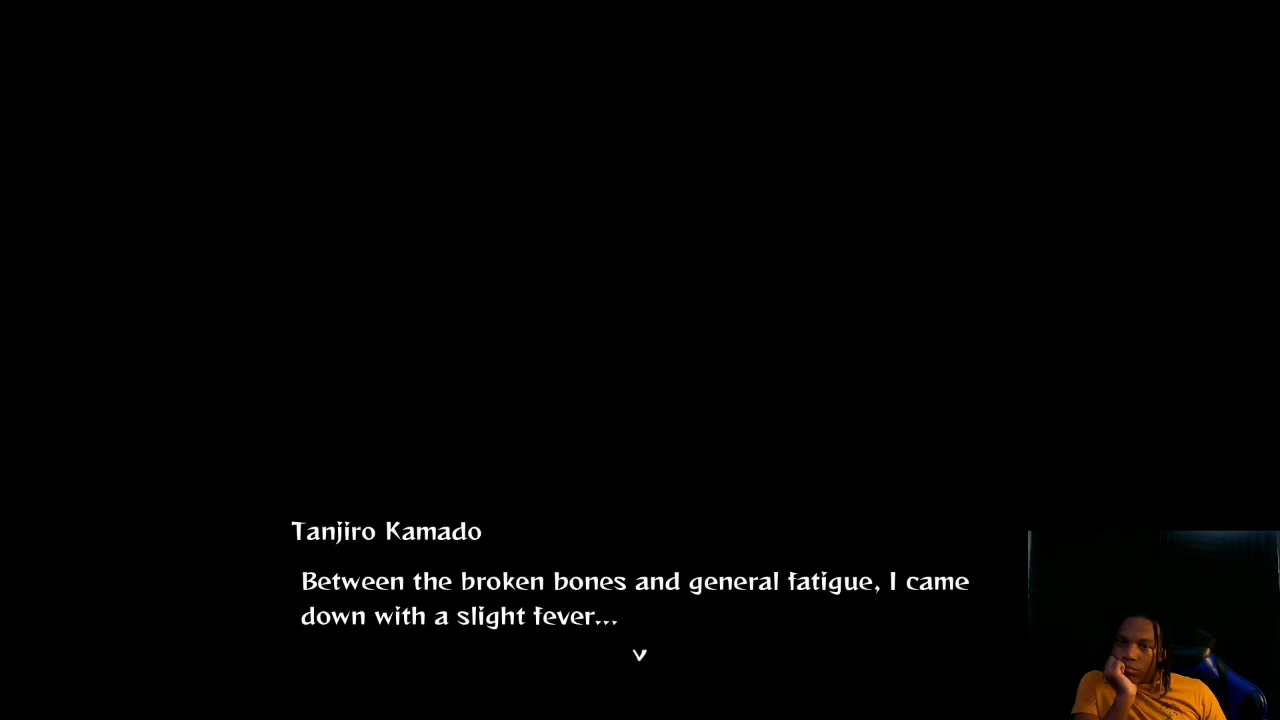 Tanjiro Kamado
Between the broken bones and general fatigue, I came
down with a slight fever...